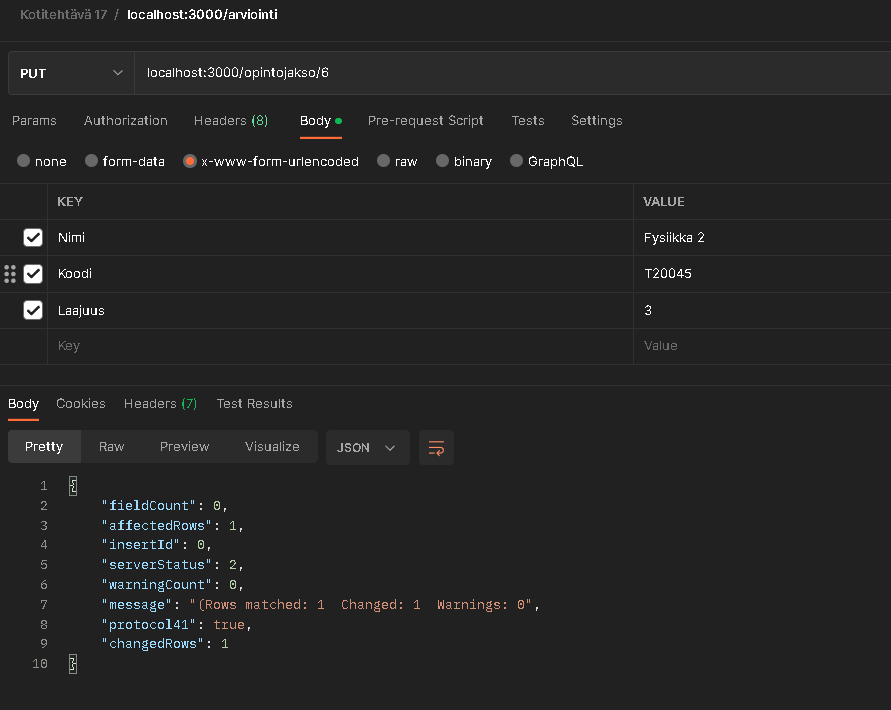 Kotitehtävä 17 / localhost:3000/arviointi
PUT localhost:3000/opintojakso/6
Params Authorization Headers (8) Body Pre-request Script Tests Settings
none form-data x-www-form-urlencoded raw binary GraphQL
KEY VALUE
Nimi Fysiikka 2
Koodi T20045
Laajuus 3
Key Value
Body Cookies Headers (7) Test Results
Pretty Raw Preview Visualize JSON
1 {
2 "fieldCount": 0,
3 "affectedRows": 1,
4 "insertId": 0,
5 "serverStatus": 2,
6 "warningCount": 0,
7 "message": "(Rows matched: 1  Changed: 1  Warnings: 0",
8 "protocol41": true,
9 "changedRows": 1
10 }